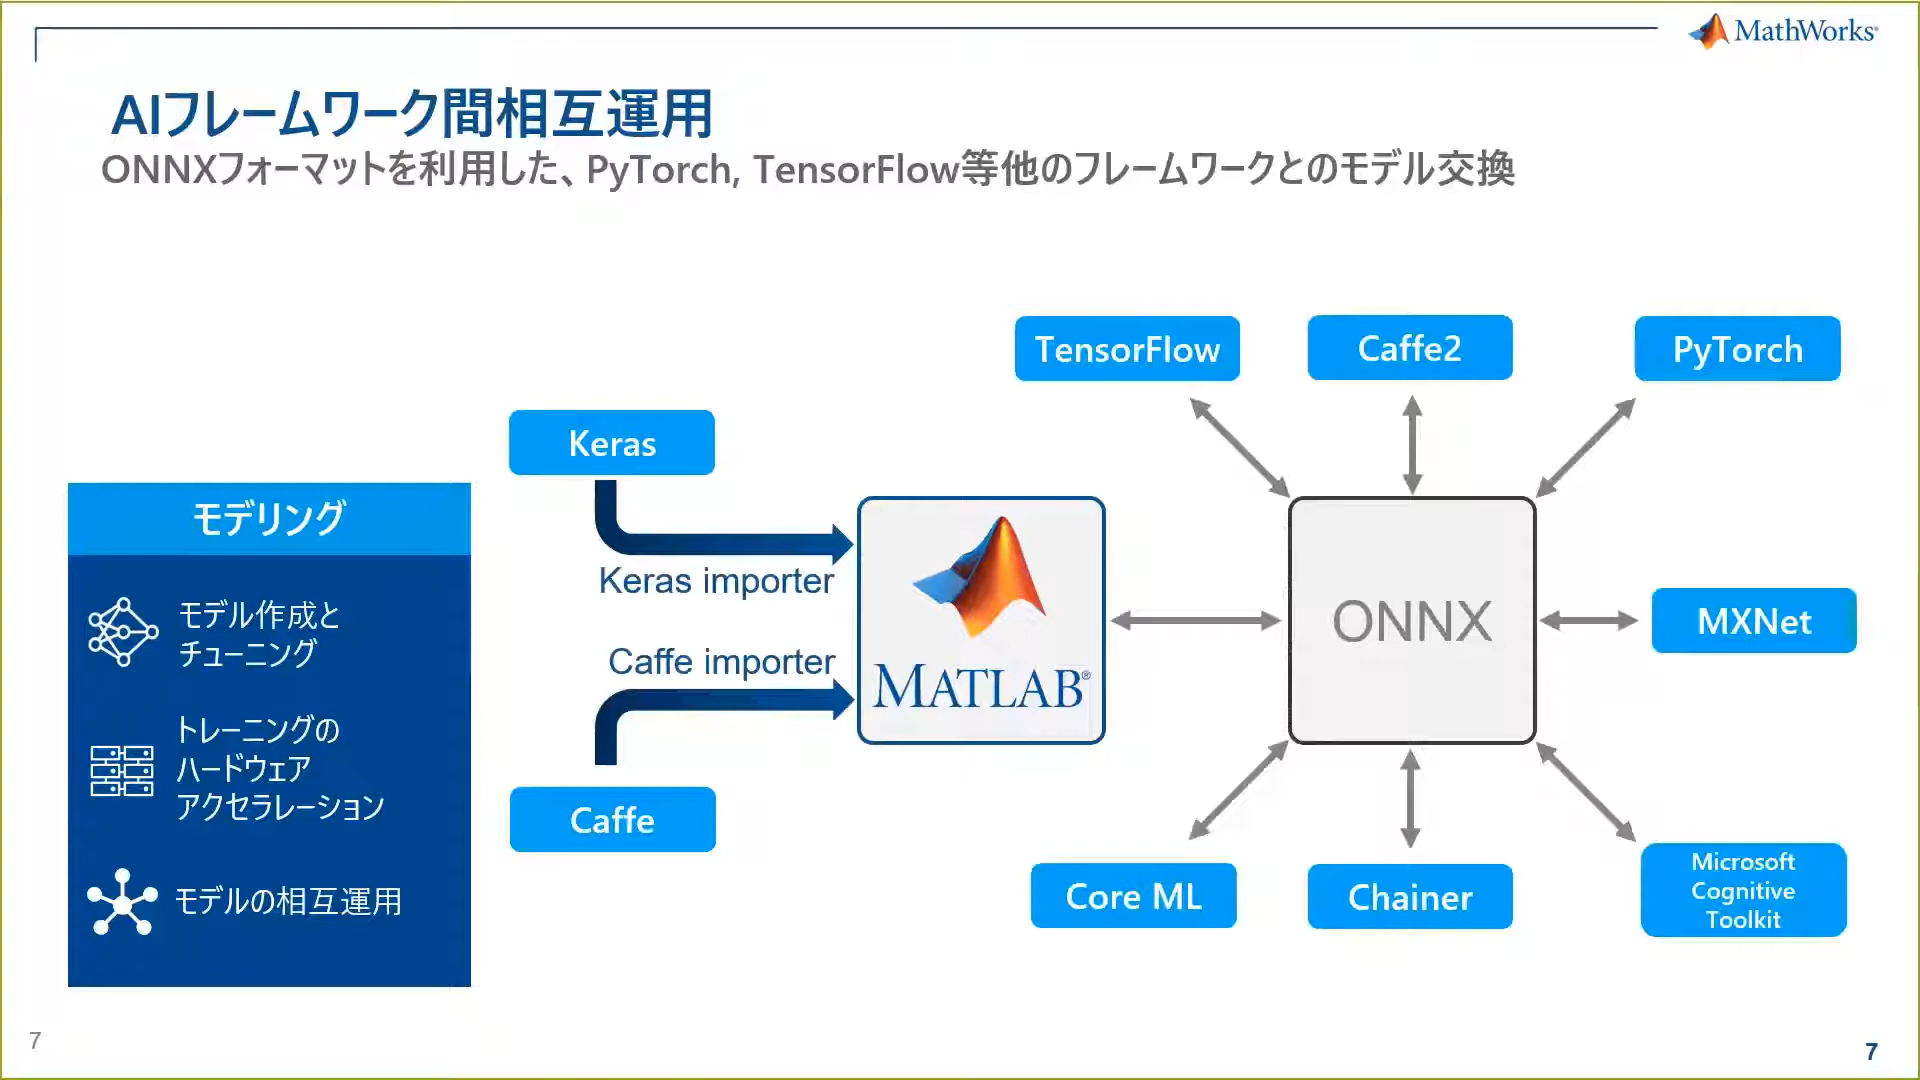 MathWorks®
AIフレームワーク間相互運用
ONNXフォーマットを利用した、PyTorch, TensorFlow等他のフレームワークとのモデル交換
モデリング
モデル作成と
チューニング
トレーニングの
ハードウェア
アクセラレーション
モデルの相互運用
Keras
Keras importer
Caffe importer
Caffe
MATLAB®
TensorFlow
Caffe2
PyTorch
ONNX
MXNet
Core ML
Chainer
Microsoft
Cognitive
Toolkit
7
7